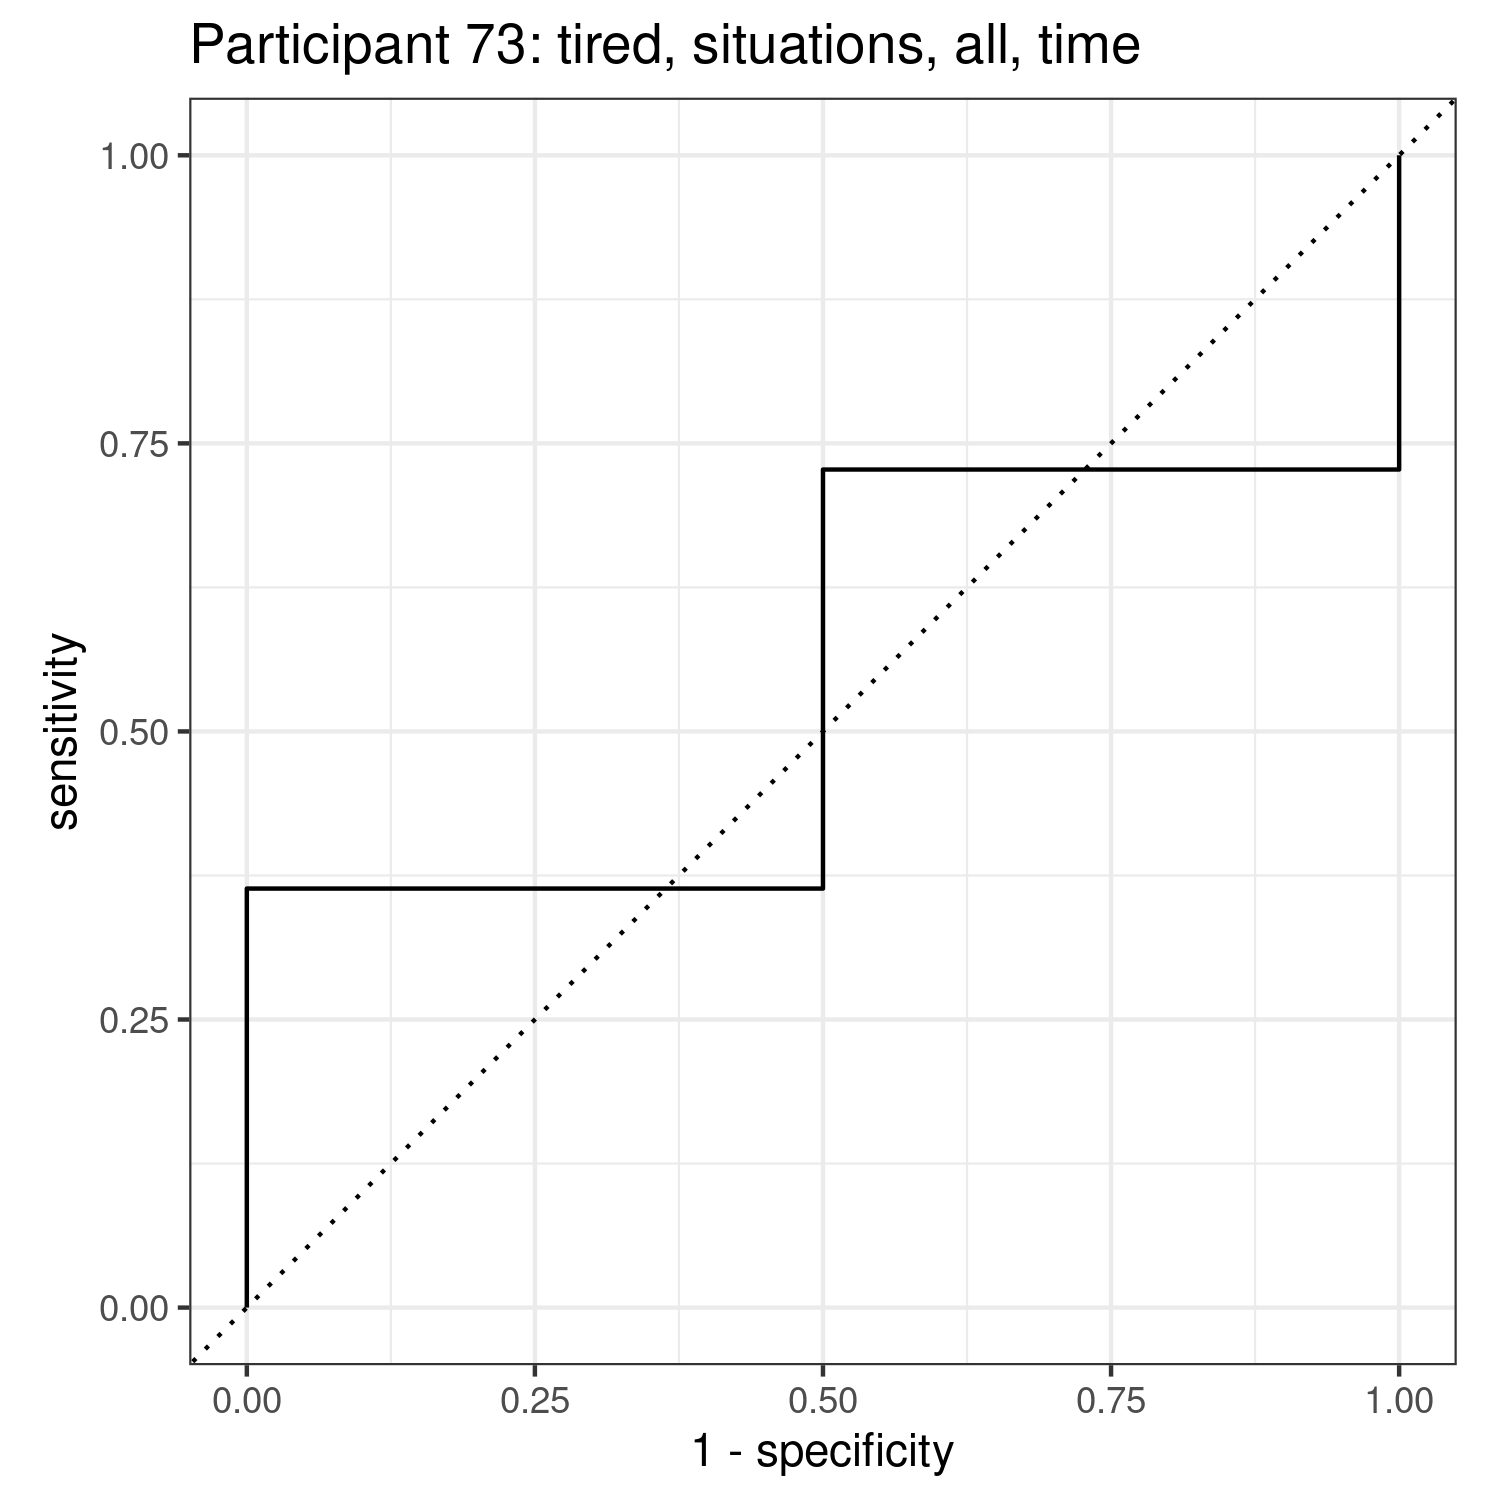 Participant 73: tired, situations, all, time
1.00
0.75
0.50
0.25
0.00
sensitivity
0.00 0.25 0.50 0.75 1.00
1 - specificity